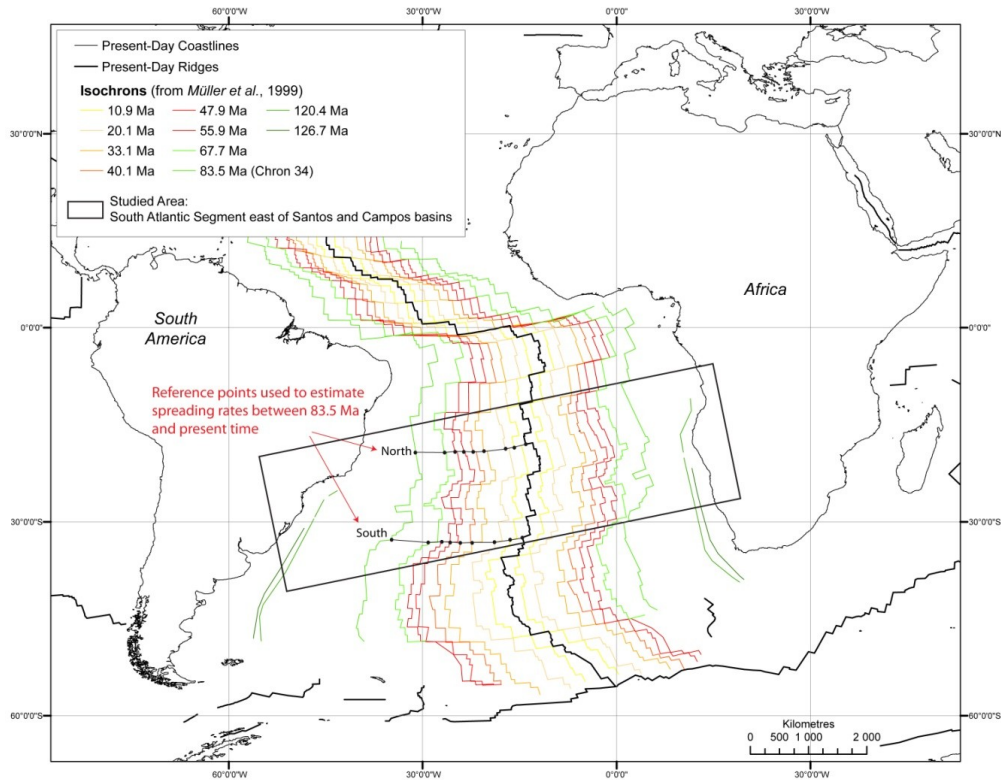 60°0'0"W
30°0'0"W
0°0'0"
30°0'0"W
Present-Day Coastlines
Present-Day Ridges
Isochrons (from Müller et al., 1999)
10.9 Ma
47.9 Ma
120.4 Ma
20.1 Ma
55.9 Ma
126.7 Ma
33.1 Ma
67.7 Ma
40.1 Ma
83.5 Ma (Chron 34)
Studied Area:
South Atlantic Segment east of Santos and Campos basins
30°0'0"N
30°0'0"N
Africa
South
America
0°0'0"
0°0'0"
Reference points used to estimate
spreading rates between 83.5 Ma
and present time
North
South
30°0'0"S
30°0'0"S
60°0'0"S
60°0'0"S
Kilometres
0 500 1 000 2 000
60°0'0"W
30°0'0"W
0°0'0"
30°0'0"W